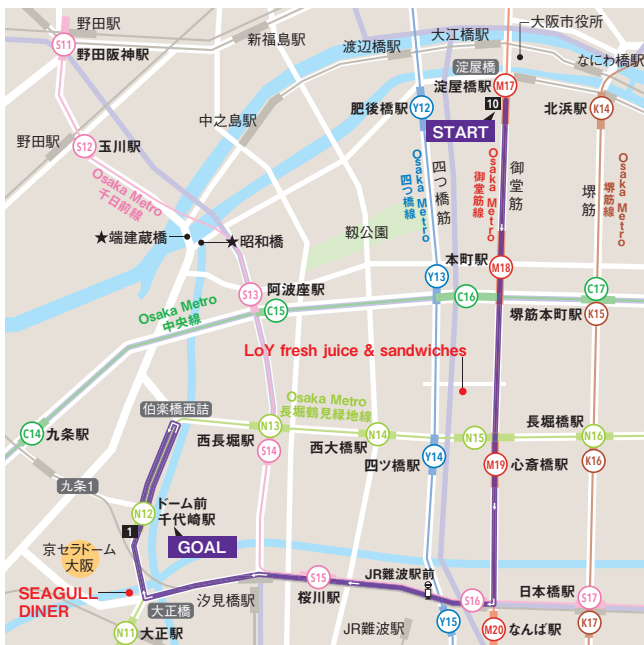 野田駅
S11
野田阪神駅
新福島駅
渡辺橋駅
大江橋駅
大阪市役所
なにわ橋駅
淀屋橋
淀屋橋駅
M17
肥後橋駅
Y12
10
START
北浜駅
K14
中之島駅
野田駅
S12
玉川駅
Osaka Metro
千日前線
Osaka Metro
四つ橋線
四つ橋筋
Osaka Metro
御堂筋線
御堂筋
堺筋
Osaka Metro
堺筋線
★端建蔵橋
★昭和橋
靱公園
本町駅
Y13
M18
S13
阿波座駅
C15
C16
C17
堺筋本町駅
K15
Osaka Metro
中央線
LoY fresh juice & sandwiches
Osaka Metro
長堀鶴見緑地線
伯楽橋西詰
C14
九条駅
N13
西長堀駅
S14
N14
西大橋駅
Y14
四ツ橋駅
N15
M19
心斎橋駅
長堀橋駅
N16
K16
九条1
N12
ドーム前
千代崎駅
1
GOAL
京セラドーム
大阪
SEAGULL
DINER
大正橋
汐見橋駅
S15
桜川駅
JR難波駅前
S16
日本橋駅
S17
N11
大正駅
JR難波駅
Y15
M20
なんば駅
K17